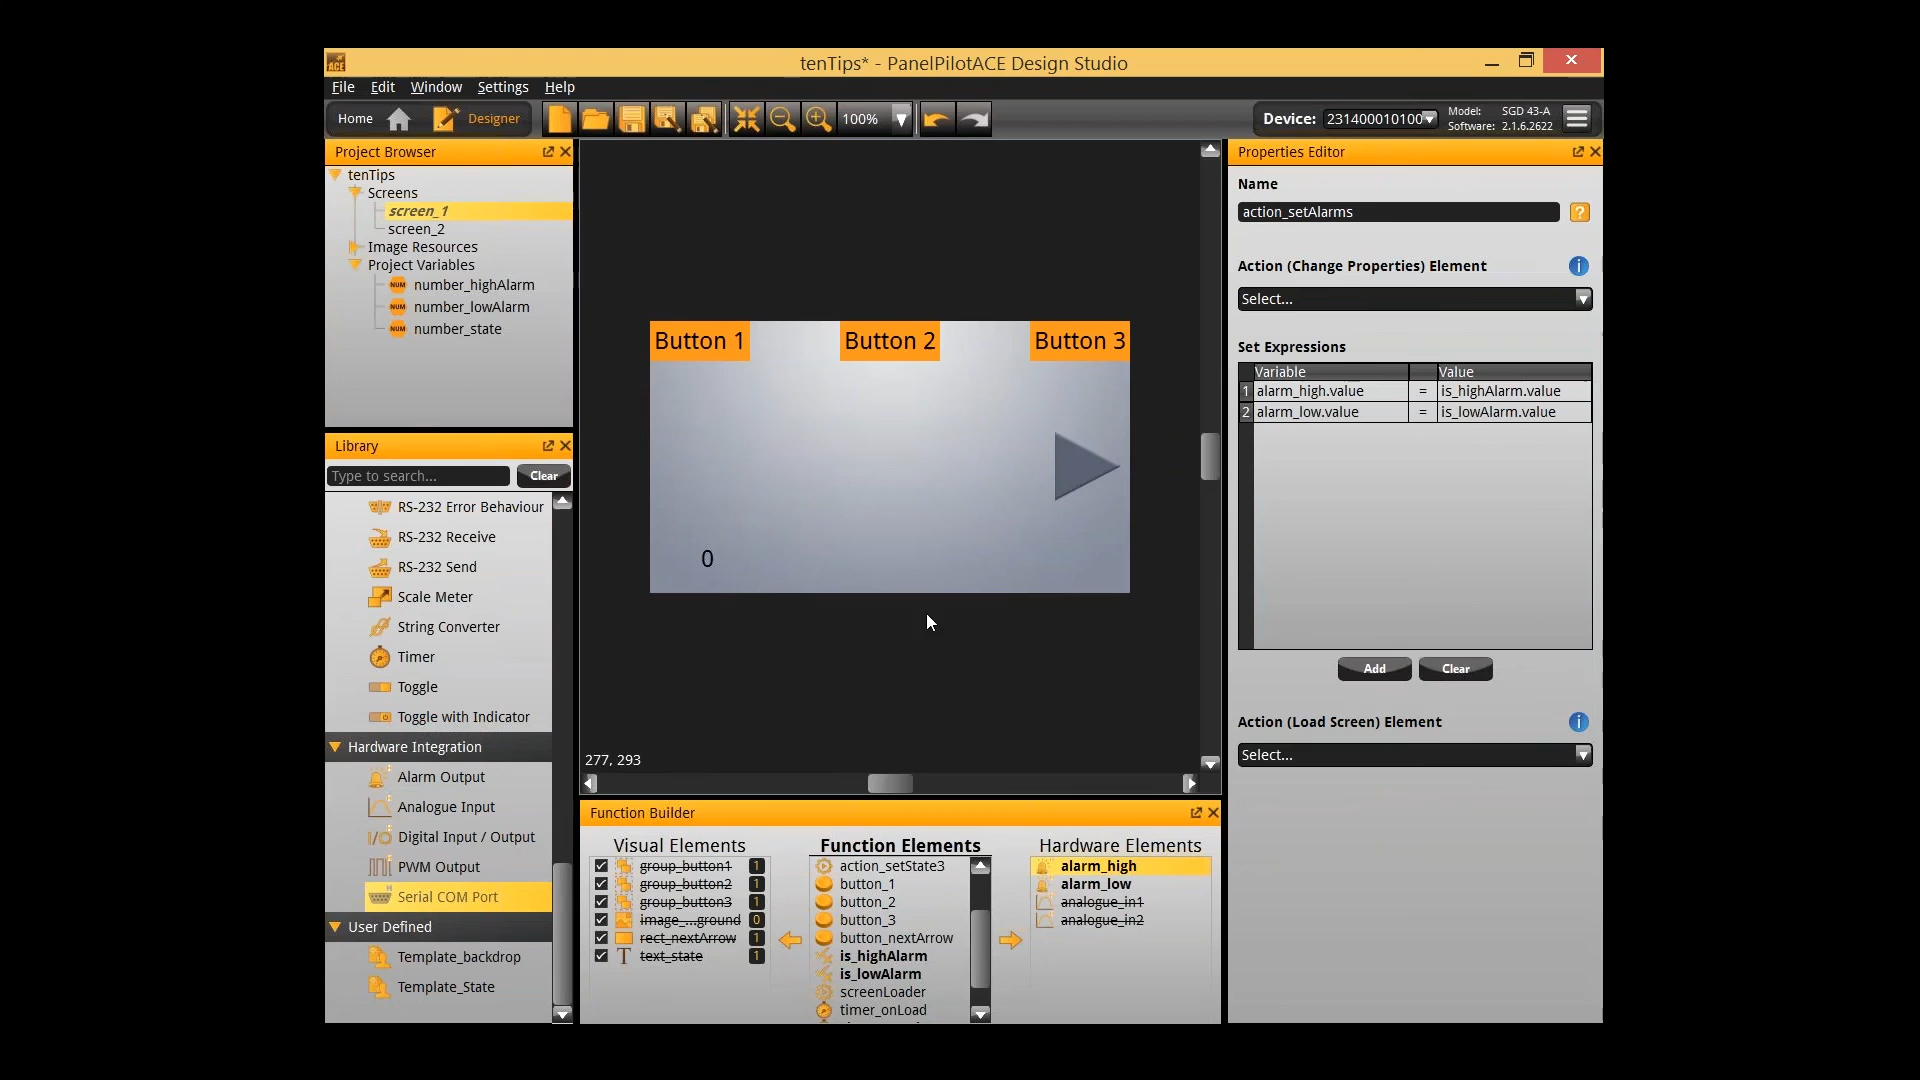 tenTips* - PanelPilotACE Design Studio
File Edit Window Settings Help
Home Designer 100% Device: 231400010100 Model: SGD 43-A
Software: 2.1.6.2622
Project Browser
tenTips
Screens
screen_1
screen_2
Image Resources
Project Variables
NUM number_highAlarm
NUM number_lowAlarm
NUM number_state
Library
Type to search... Clear
RS-232 Error Behaviour
RS-232 Receive
RS-232 Send
Scale Meter
String Converter
Timer
Toggle
Toggle with Indicator
Hardware Integration
Alarm Output
Analogue Input
Digital Input / Output
PWM Output
Serial COM Port
User Defined
Template_backdrop
Template_State
Button 1 Button 2 Button 3
0
277, 293
Function Builder
Visual Elements
group_button1 1
group_button2 1
group_button3 1
image_...ground 0
rect_nextArrow 1
text_state 1
Function Elements
action_setState3
button_1
button_2
button_3
button_nextArrow
is_highAlarm
is_lowAlarm
screenLoader
timer_onLoad
Hardware Elements
alarm_high
alarm_low
analogue_in1
analogue_in2
Properties Editor
Name
action_setAlarms ?
Action (Change Properties) Element i
Select...
Set Expressions
Variable Value
1 alarm_high.value = is_highAlarm.value
2 alarm_low.value = is_lowAlarm.value
Add Clear
Action (Load Screen) Element i
Select...